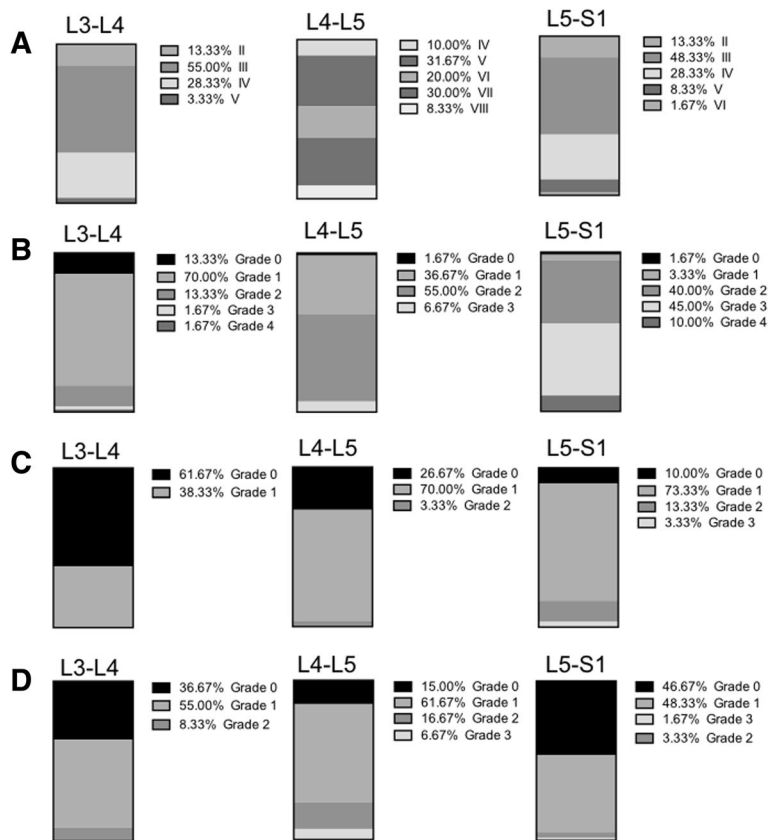 A
L3-L4
13.33% II
55.00% III
28.33% IV
3.33% V
L4-L5
10.00% IV
31.67% V
20.00% VI
30.00% VII
8.33% VIII
L5-S1
13.33% II
48.33% III
28.33% IV
8.33% V
1.67% VI
B
L3-L4
13.33% Grade 0
70.00% Grade 1
13.33% Grade 2
1.67% Grade 3
1.67% Grade 4
L4-L5
1.67% Grade 0
36.67% Grade 1
55.00% Grade 2
6.67% Grade 3
L5-S1
1.67% Grade 0
3.33% Grade 1
40.00% Grade 2
45.00% Grade 3
10.00% Grade 4
C
L3-L4
61.67% Grade 0
38.33% Grade 1
L4-L5
26.67% Grade 0
70.00% Grade 1
3.33% Grade 2
L5-S1
10.00% Grade 0
73.33% Grade 1
13.33% Grade 2
3.33% Grade 3
D
L3-L4
36.67% Grade 0
55.00% Grade 1
8.33% Grade 2
L4-L5
15.00% Grade 0
61.67% Grade 1
16.67% Grade 2
6.67% Grade 3
L5-S1
46.67% Grade 0
48.33% Grade 1
1.67% Grade 3
3.33% Grade 2